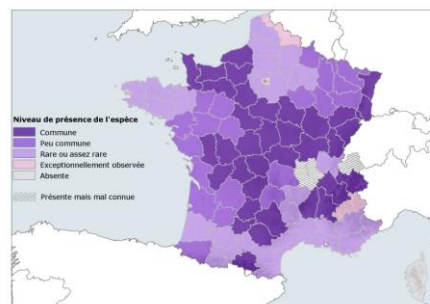 Niveau de présence de l'espèce
Commune
Peu commune
Rare ou assez rare
Exceptionnellement observée
Absente
Présente mais mal connue